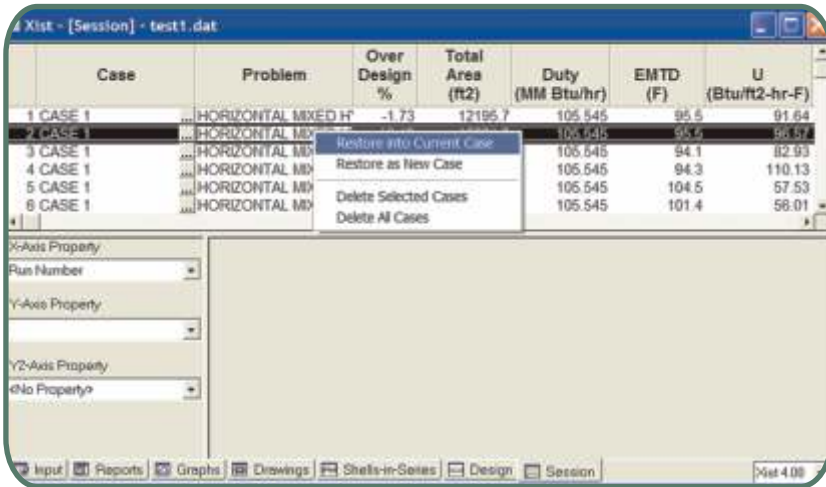 Xist - [Session] - test1.dat
Case Problem Over Design % Total Area (ft2) Duty (MM Btu/hr) EMTD (F) U (Btu/ft2-hr-F)
1 CASE 1 ... HORIZONTAL MIXED H -1.73 12195.7 105.545 95.5 91.64
2 CASE 1 ... HORIZONTAL 105.545 95.5 96.57
3 CASE 1 ... HORIZONTAL MIX 105.545 94.1 82.93
4 CASE 1 ... HORIZONTAL MIX 105.545 94.3 110.13
5 CASE 1 ... HORIZONTAL MIX 105.545 104.5 57.53
6 CASE 1 ... HORIZONTAL MIX 105.545 101.4 56.01
Restore into Current Case
Restore as New Case
Delete Selected Cases
Delete All Cases
X-Axis Property
Run Number
Y-Axis Property
Y2-Axis Property
<No Property>
Input Reports Graphs Drawings Shells-in-Series Design Session
Xist 4.00